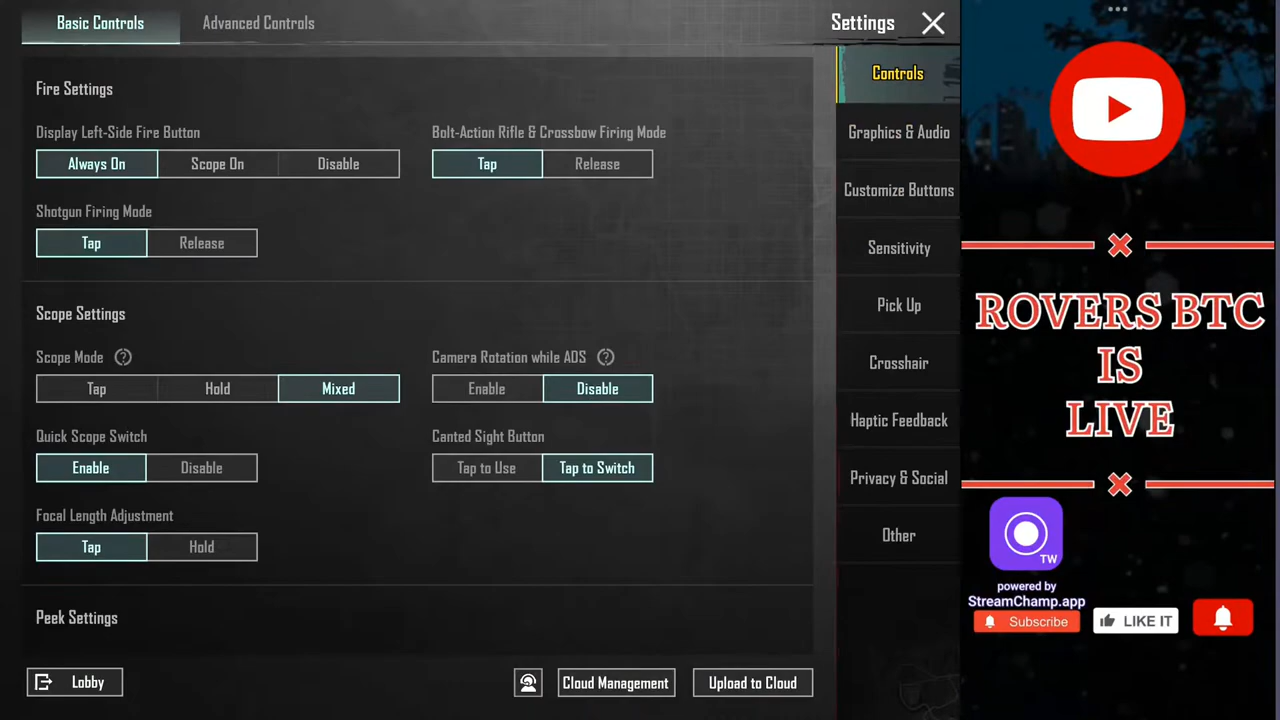 Basic Controls
Advanced Controls
Settings
Fire Settings
Display Left-Side Fire Button
Always On
Scope On
Disable
Bolt-Action Rifle & Crossbow Firing Mode
Tap
Release
Shotgun Firing Mode
Tap
Release
Scope Settings
Scope Mode ?
Tap
Hold
Mixed
Camera Rotation while ADS ?
Enable
Disable
Quick Scope Switch
Enable
Disable
Canted Sight Button
Tap to Use
Tap to Switch
Focal Length Adjustment
Tap
Hold
Peek Settings
Lobby
Cloud Management
Upload to Cloud
Controls
Graphics & Audio
Customize Buttons
Sensitivity
Pick Up
Crosshair
Haptic Feedback
Privacy & Social
Other
ROVERS BTC
IS
LIVE
TW
powered by
StreamChamp.app
Subscribe
LIKE IT